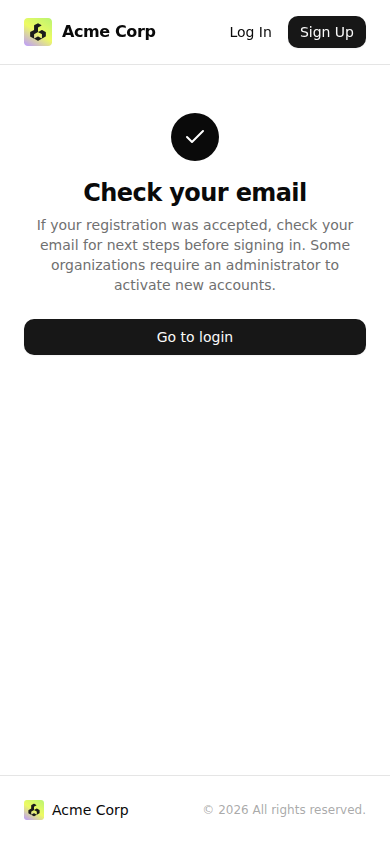 Acme Corp
Log In
Sign Up
Check your email
If your registration was accepted, check your
email for next steps before signing in. Some
organizations require an administrator to
activate new accounts.
Go to login
Acme Corp
© 2026 All rights reserved.